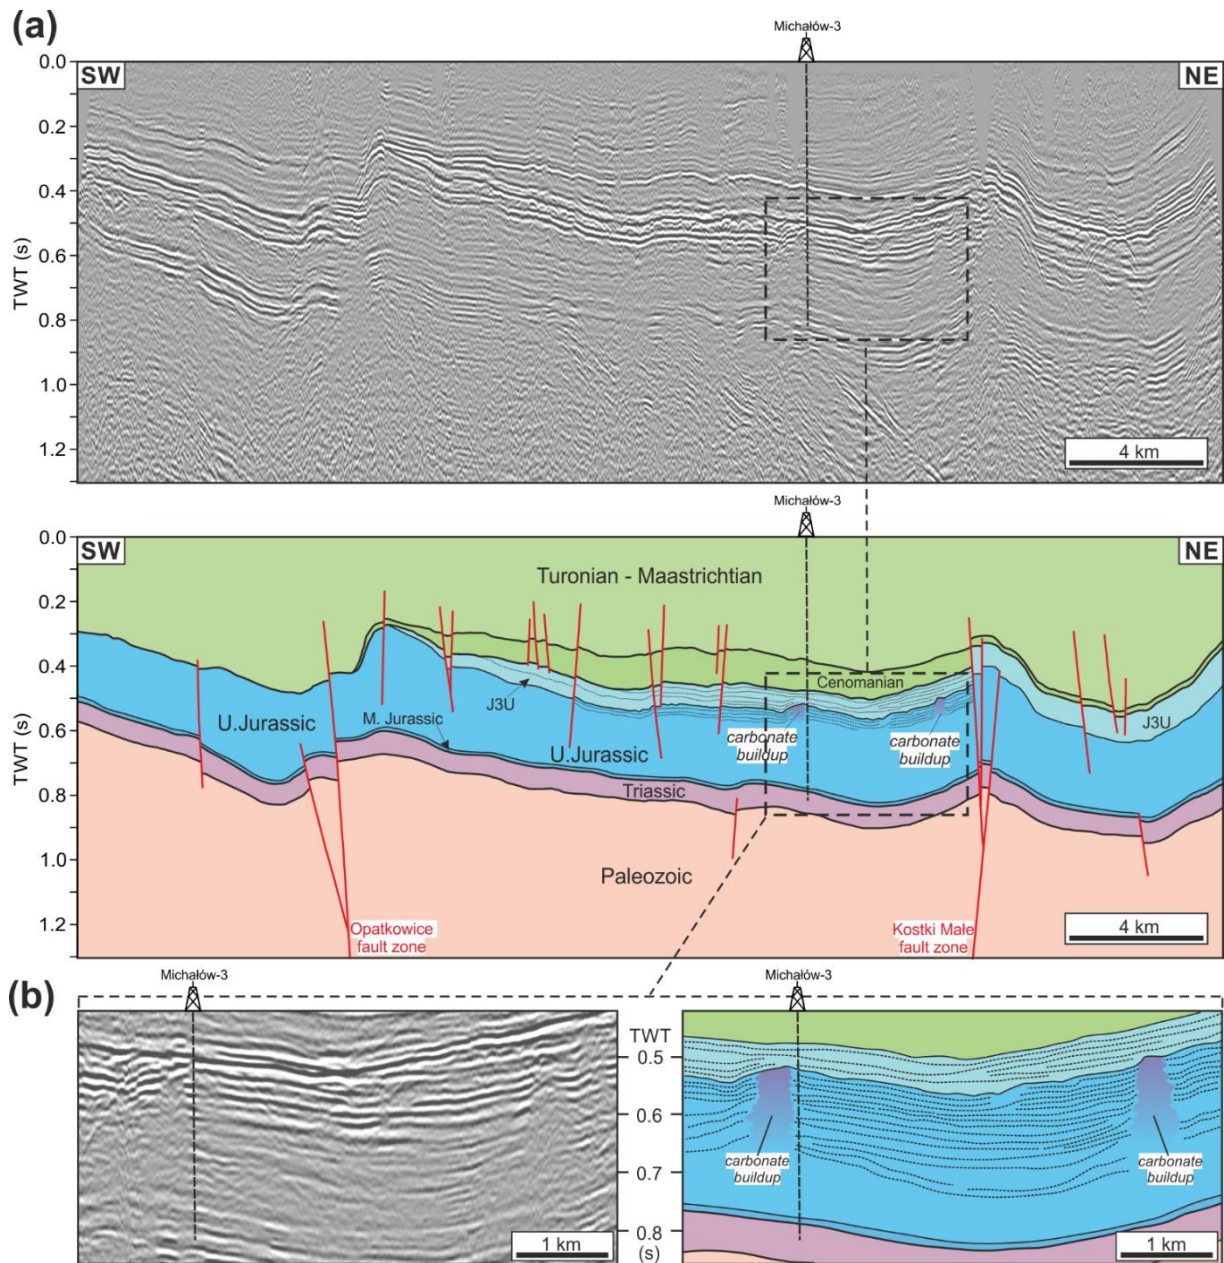 (a)
Michałów-3
0.0
SW
NE
0.2
0.4
TWT (s)
0.6
0.8
1.0
1.2
4 km
Michałów-3
0.0
SW
NE
Turonian - Maastrichtian
0.2
0.4
Cenomanian
J3U
J3U
TWT (s)
U.Jurassic
M. Jurassic
0.6
carbonate
buildup
carbonate
buildup
U.Jurassic
Triassic
0.8
Paleozoic
1.0
1.2
Opatkowice
fault zone
Kostki Małe
fault zone
4 km
(b)
Michałów-3
Michałów-3
TWT
0.5
0.6
carbonate
buildup
carbonate
buildup
0.7
0.8
(s)
1 km
1 km